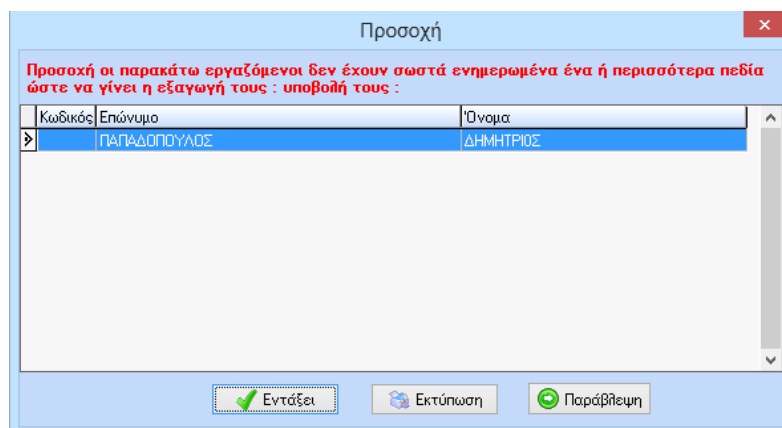 Προσοχή
Προσοχή οι παρακάτω εργαζόμενοι δεν έχουν σωστά ενημερωμένα ένα ή περισσότερα πεδία
ώστε να γίνει η εξαγωγή τους : υποβολή τους :
Κωδικός Επώνυμο Όνομα
ΠΑΠΑΔΟΠΟΥΛΟΣ ΔΗΜΗΤΡΙΟΣ
Εντάξει Εκτύπωση Παράβλεψη